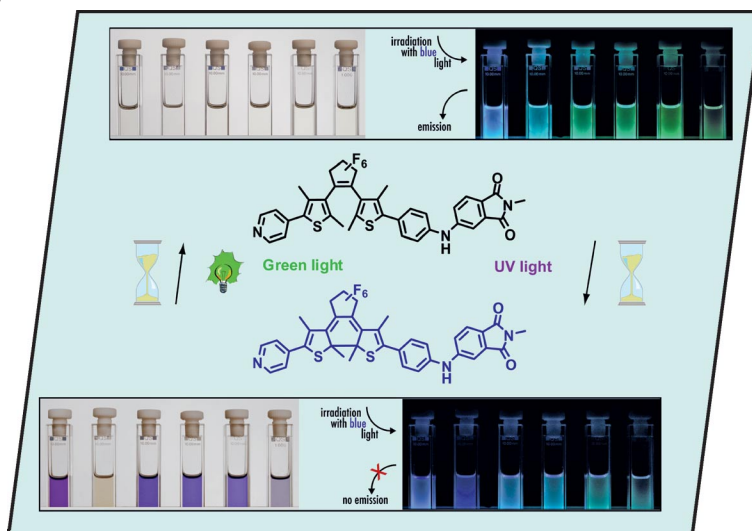 irradiation
with blue
light
emission
F6
N
S
S
N
H
O
N
O
Green light
UV light
F6
N
S
S
N
H
O
N
O
irradiation
with blue
light
no emission